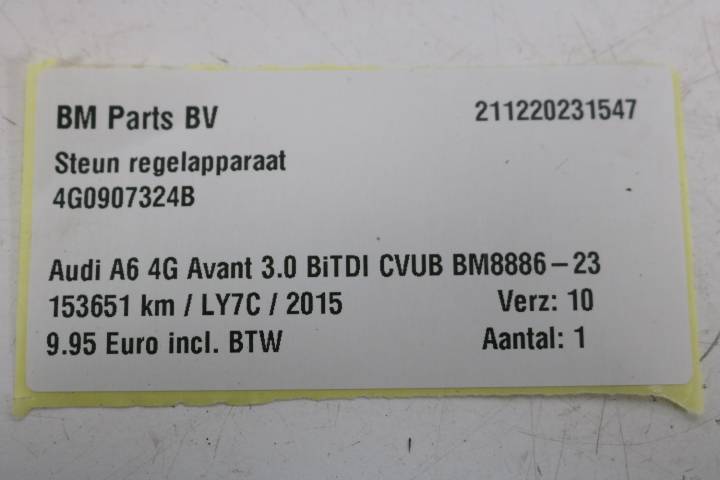 BM Parts BV 211220231547
Steun regelapparaat
4G0907324B
Audi A6 4G Avant 3.0 BiTDI CVUB BM8886-23
153651 km / LY7C / 2015 Verz: 10
9.95 Euro incl. BTW Aantal: 1